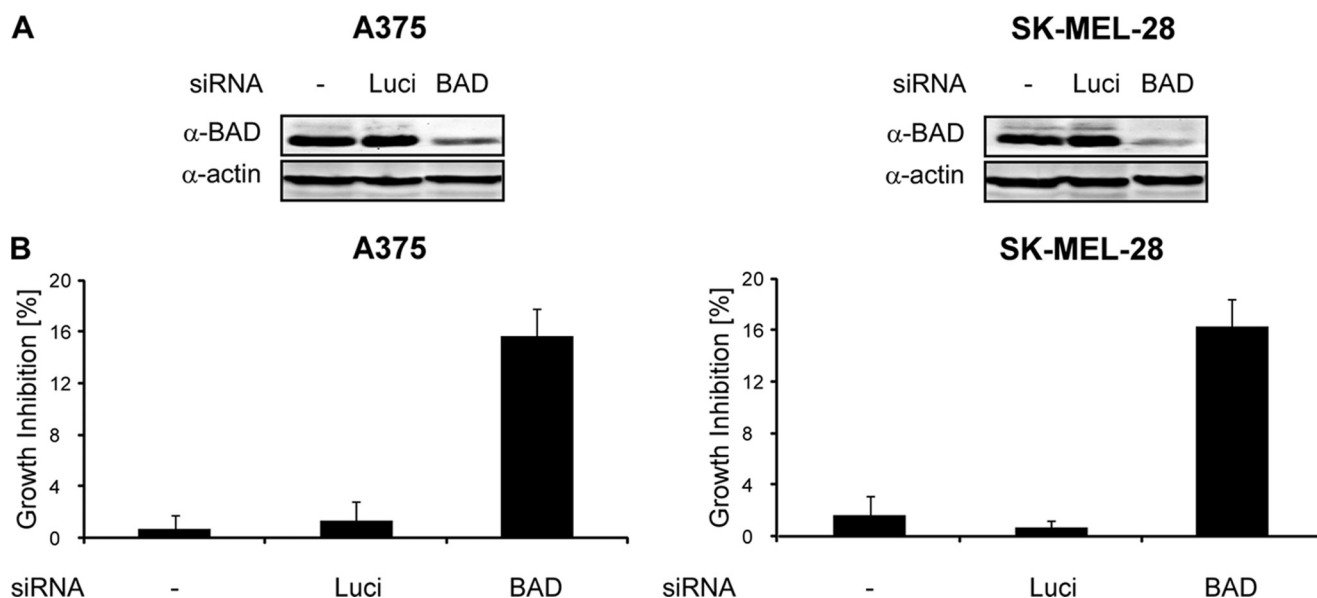 A
A375
SK-MEL-28
siRNA - Luci BAD
siRNA - Luci BAD
α-BAD
α-BAD
α-actin
α-actin
B
A375
SK-MEL-28
Growth Inhibition [%]
20
16
12
8
4
0
Growth Inhibition [%]
20
16
12
8
4
0
siRNA - Luci BAD
siRNA - Luci BAD